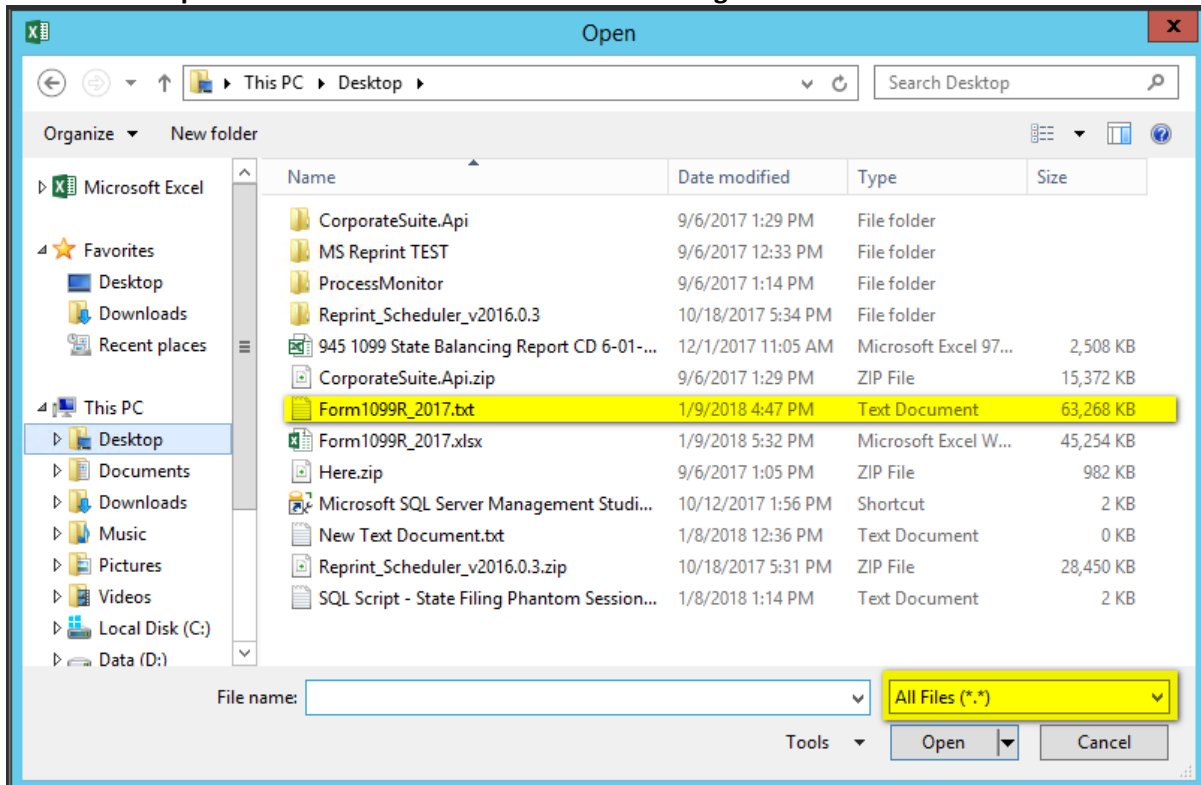 Open
This PC Desktop Search Desktop
Organize New folder
Name Date modified Type Size
Microsoft Excel
Favorites
Desktop
Downloads
Recent places
This PC
Desktop
Documents
Downloads
Music
Pictures
Videos
Local Disk (C:)
Data (D:)
CorporateSuite.Api 9/6/2017 1:29 PM File folder
MS Reprint TEST 9/6/2017 12:33 PM File folder
ProcessMonitor 9/6/2017 1:14 PM File folder
Reprint_Scheduler_v2016.0.3 10/18/2017 5:34 PM File folder
945 1099 State Balancing Report CD 6-01-... 12/1/2017 11:05 AM Microsoft Excel 97... 2,508 KB
CorporateSuite.Api.zip 9/6/2017 1:29 PM ZIP File 15,372 KB
Form1099R_2017.txt 1/9/2018 4:47 PM Text Document 63,268 KB
Form1099R_2017.xlsx 1/9/2018 5:32 PM Microsoft Excel W... 45,254 KB
Here.zip 9/6/2017 1:05 PM ZIP File 982 KB
Microsoft SQL Server Management Studi... 10/12/2017 1:56 PM Shortcut 2 KB
New Text Document.txt 1/8/2018 12:36 PM Text Document 0 KB
Reprint_Scheduler_v2016.0.3.zip 10/18/2017 5:31 PM ZIP File 28,450 KB
SQL Script - State Filing Phantom Session... 1/8/2018 1:14 PM Text Document 2 KB
File name: All Files (*.*)
Tools Open Cancel